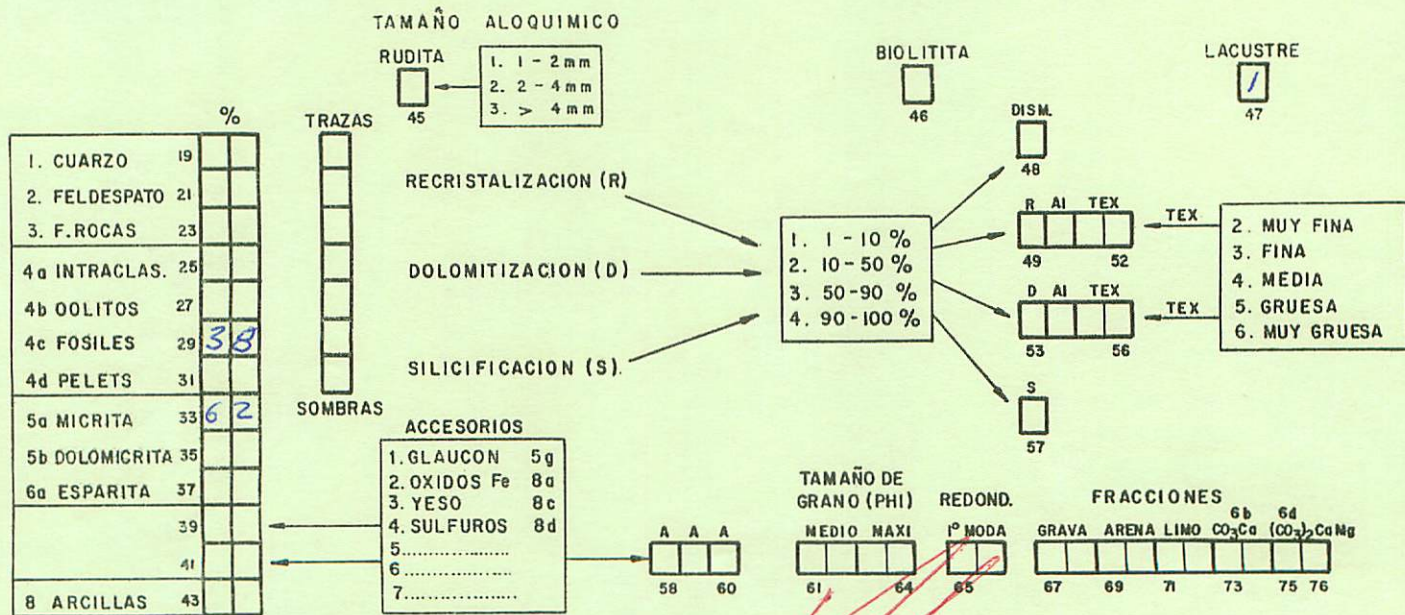 TAMAÑO ALOQUIMICO
RUDITA
45
1. 1 - 2 mm
2. 2 - 4 mm
3. > 4 mm
BIOLITITA
46
LACUSTRE
1
47
%
1. CUARZO 19
2. FELDESPATO 21
3. F. ROCAS 23
4a INTRACLAS. 25
4b OOLITOS 27
4c FOSILES 29 3 8
4d PELETS 31
5a MICRITA 33 6 2
5b DOLOMICRITA 35
6a ESPARITA 37
39
41
8 ARCILLAS 43
TRAZAS
SOMBRAS
RECRISTALIZACION (R)
DOLOMITIZACION (D)
SILICIFICACION (S).
1. 1 - 10 %
2. 10 - 50 %
3. 50 - 90 %
4. 90 - 100 %
DISM.
48
R AI TEX
49 52
TEX
D AI TEX
53 56
TEX
2. MUY FINA
3. FINA
4. MEDIA
5. GRUESA
6. MUY GRUESA
S
57
ACCESORIOS
1. GLAUCON 5g
2. OXIDOS Fe 8a
3. YESO 8c
4. SULFUROS 8d
5..................
6..................
7..................
A A A
58 60
TAMAÑO DE
GRANO (PHI)
MEDIO MAXI
61 64
REDOND.
1º MODA
65
FRACCIONES
6b 6d
GRAVA ARENA LIMO CO3Ca (CO3)2CaMg
67 69 71 73 75 76